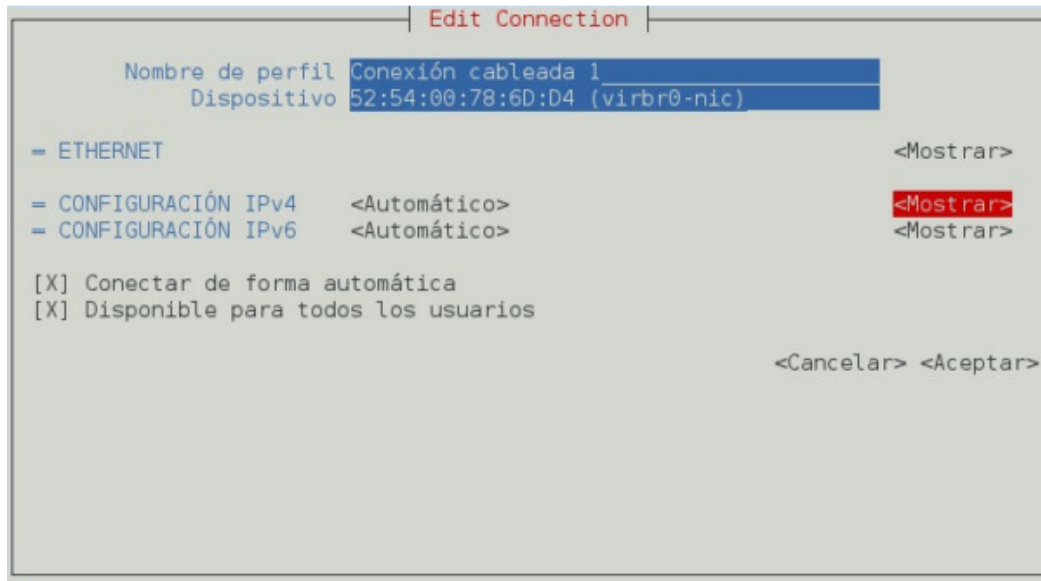 Edit Connection
Nombre de perfil Conexión cableada 1
Dispositivo 52:54:00:78:6D:D4 (virbr0-nic)
= ETHERNET <Mostrar>
= CONFIGURACIÓN IPv4 <Automático> <Mostrar>
= CONFIGURACIÓN IPv6 <Automático> <Mostrar>
[X] Conectar de forma automática
[X] Disponible para todos los usuarios
<Cancelar> <Aceptar>